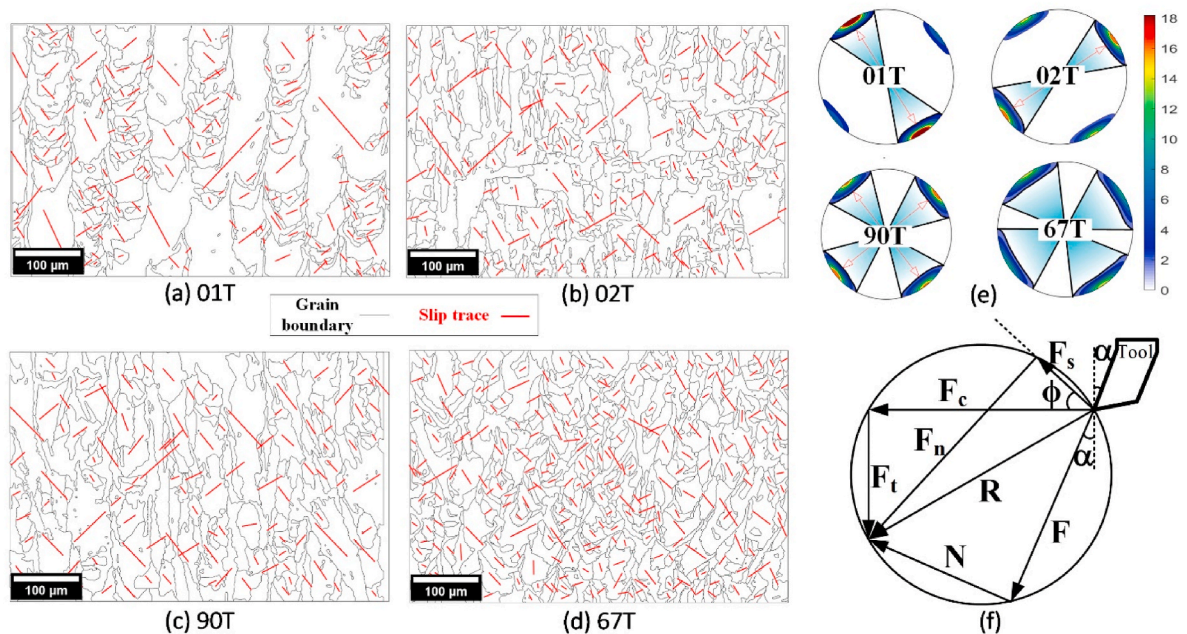 100 µm
(a) 01T
100 µm
(b) 02T
Grain
boundary
Slip trace
100 µm
(c) 90T
100 µm
(d) 67T
01T
02T
90T
67T
18
16
14
12
10
8
6
4
2
0
(e)
Tool
α
Fs
ϕ
Fc
Fn
Ft
R
α
F
N
(f)